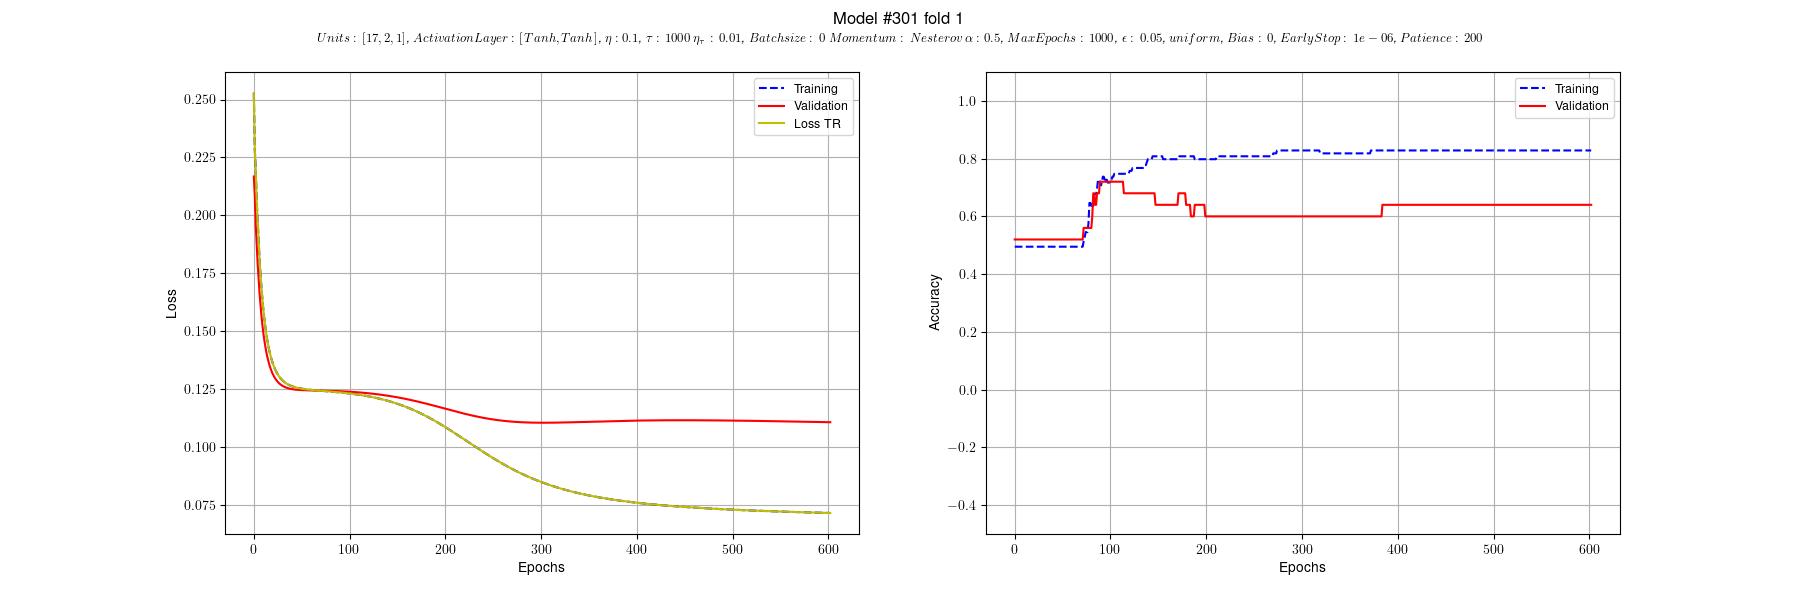 Model #301 fold 1
Units : [17, 2, 1], ActivationLayer : [Tanh, Tanh], η : 0.1, τ : 1000 ητ : 0.01, Batchsize : 0 Momentum : Nesterov α : 0.5, MaxEpochs : 1000, ϵ : 0.05, uniform, Bias : 0, EarlyStop : 1e − 06, Patience : 200
Loss
0.250
0.225
0.200
0.175
0.150
0.125
0.100
0.075
Training
Validation
Loss TR
0 100 200 300 400 500 600
Epochs
Accuracy
1.0
0.8
0.6
0.4
0.2
0.0
−0.2
−0.4
Training
Validation
0 100 200 300 400 500 600
Epochs